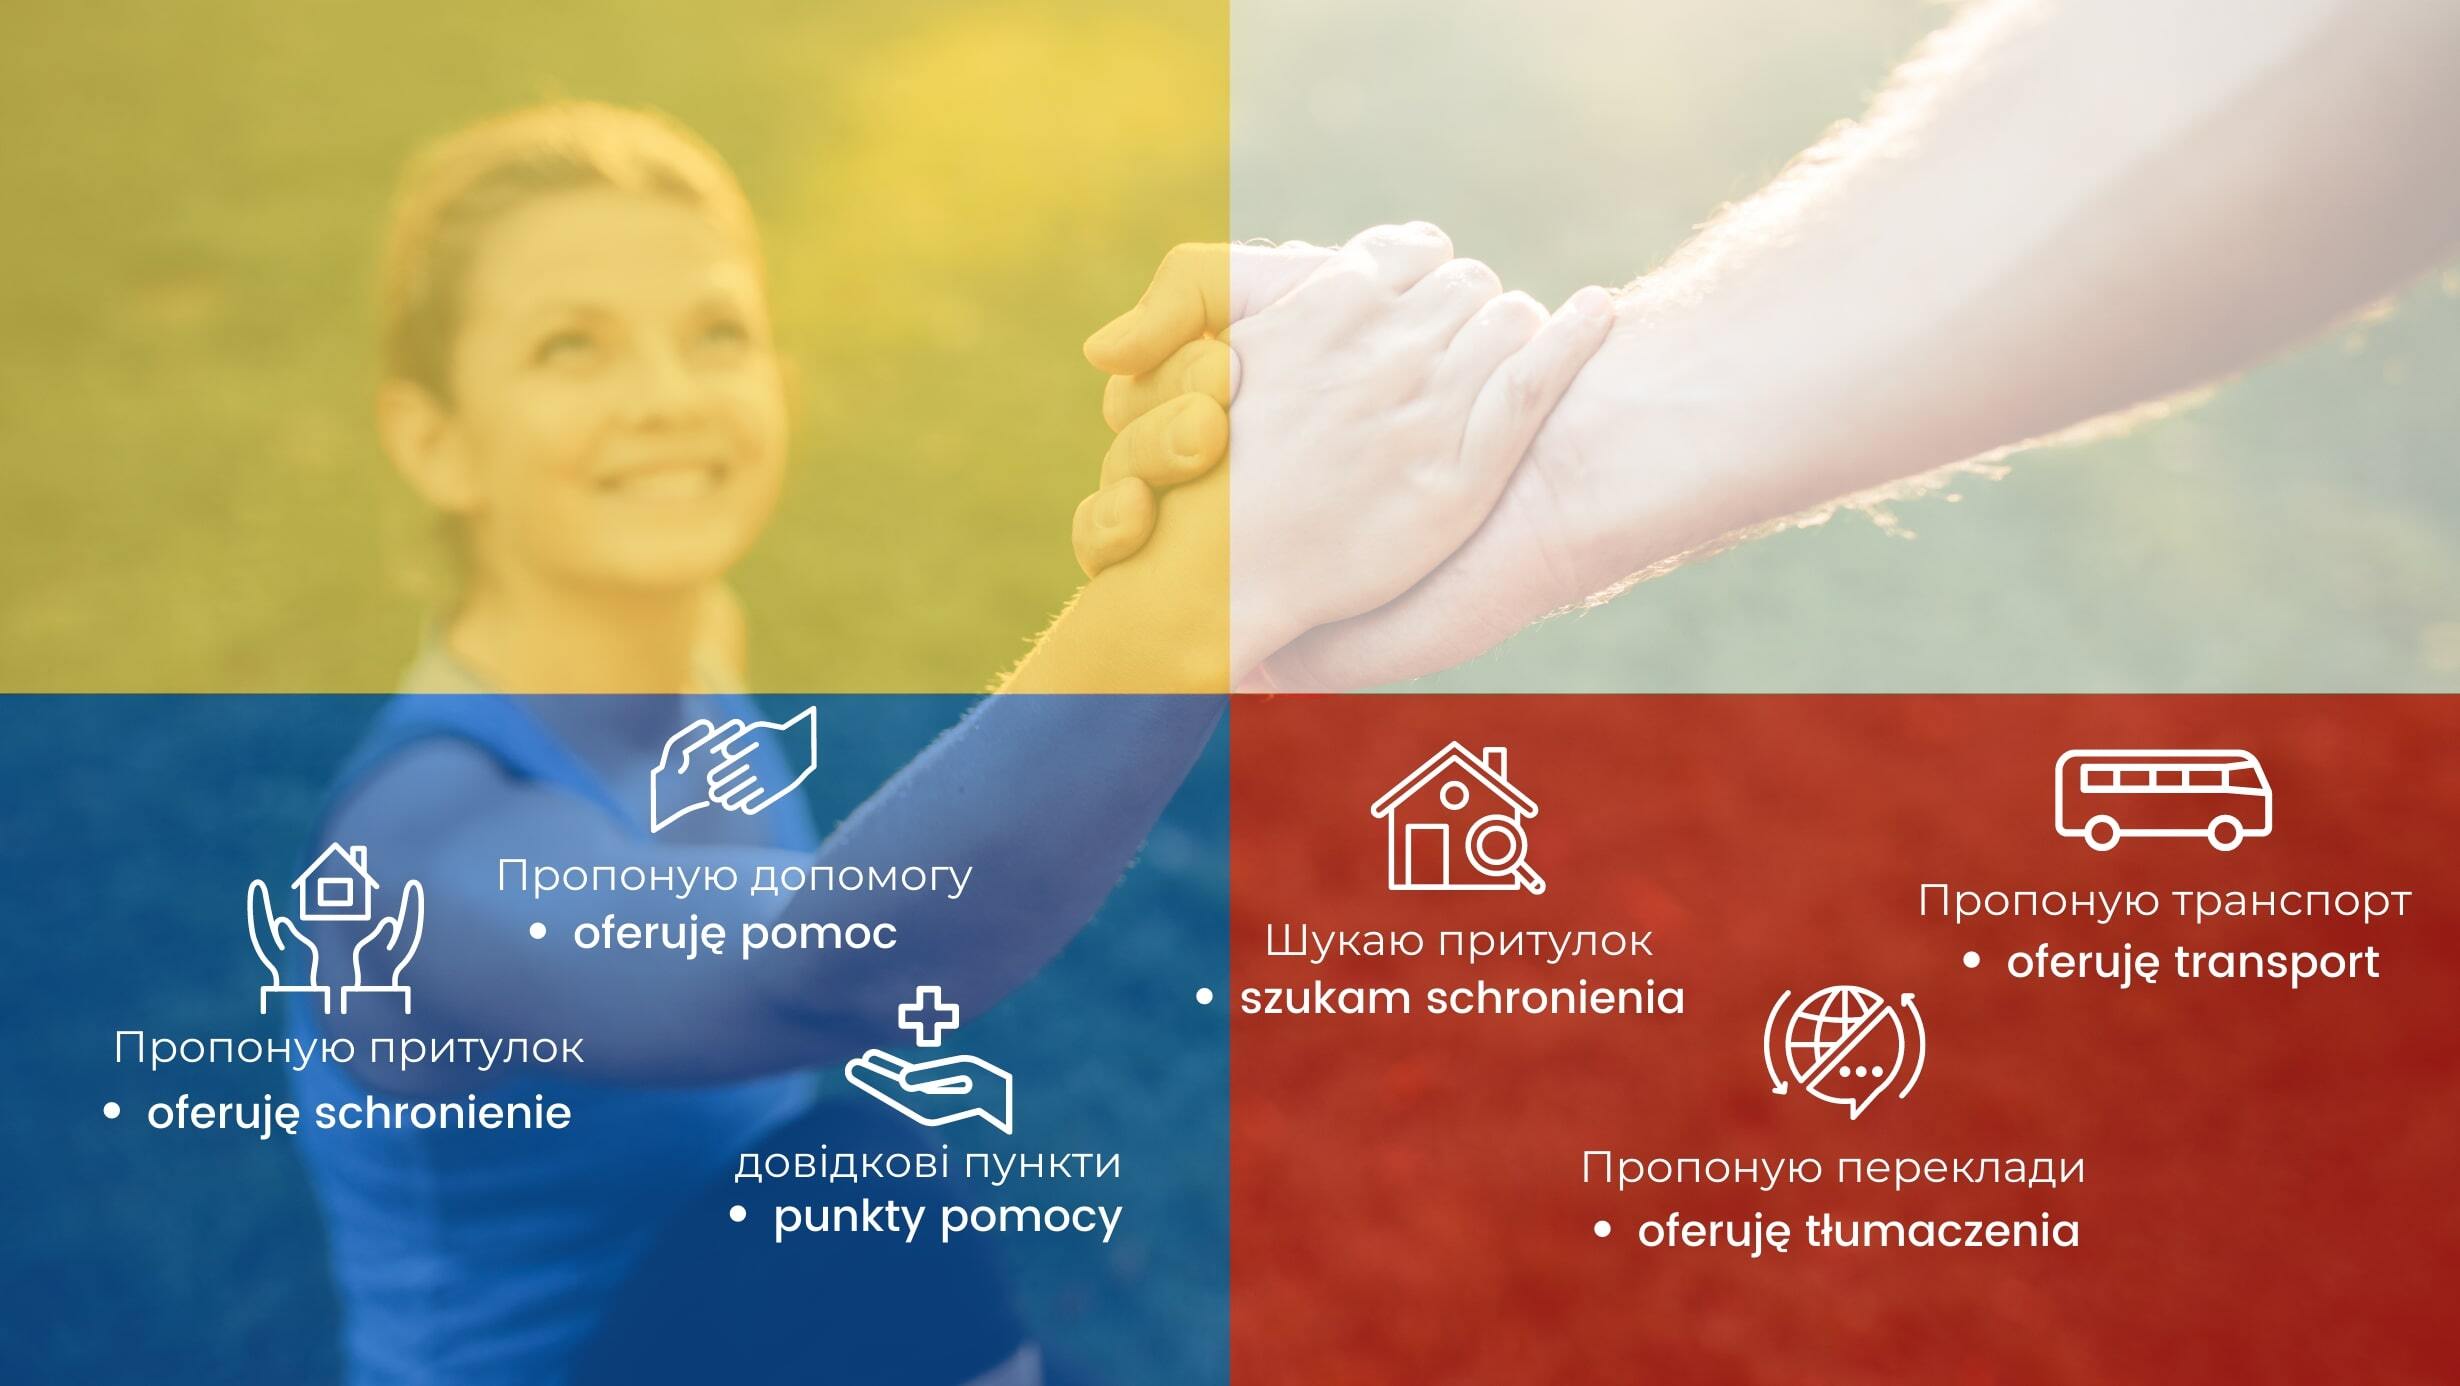 Пропоную допомогу
• oferuję pomoc
Пропоную притулок
• oferuję schronienie
довідкові пункти
• punkty pomocy
Шукаю притулок
• szukam schronienia
Пропоную транспорт
• oferuję transport
Пропоную переклади
• oferuję tłumaczenia